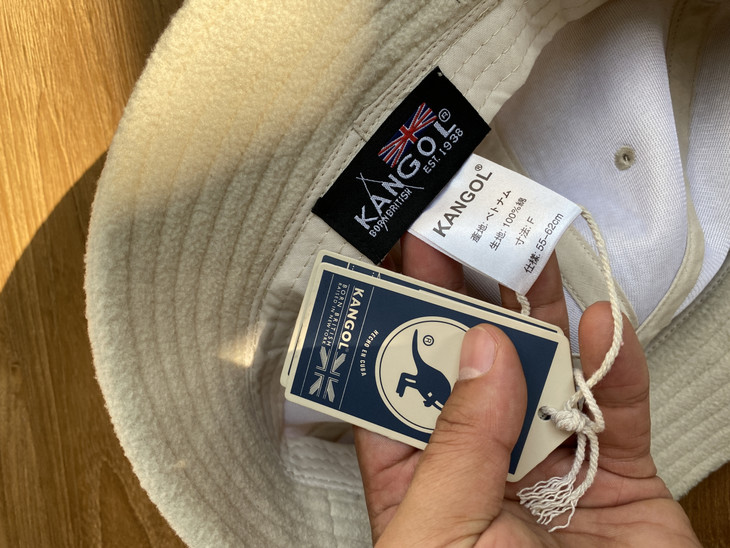 KANGOL®
EST. 1938
BORN BRITISH
KANGOL®
産地: ベトナム
生地: 100%綿
寸法: F
仕様: 55-62cm
KANGOL
BORN BRITISH
RAISED IN NEW YORK
HECHO EN CUBA
®